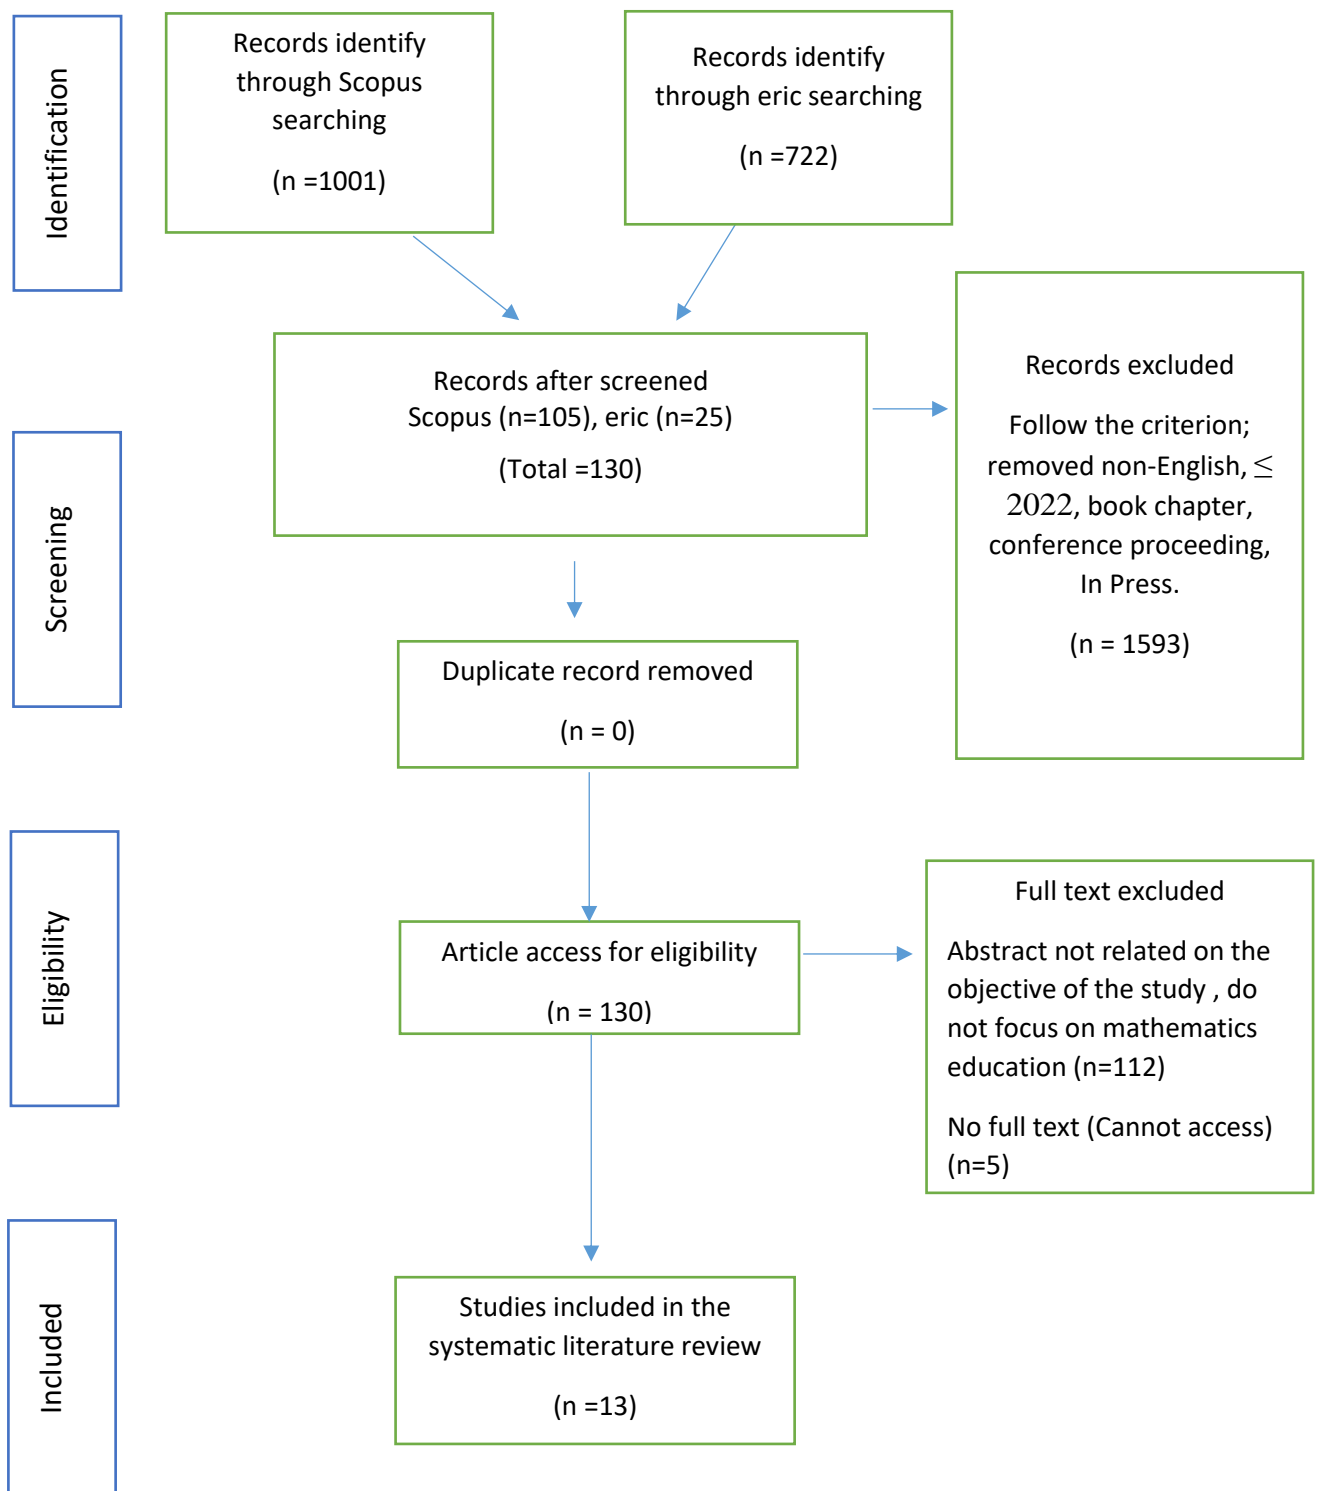 Identification
Records identify
through Scopus
searching
(n =1001)
Records identify
through eric searching
(n =722)
Records after screened
Scopus (n=105), eric (n=25)
(Total =130)
Records excluded
Follow the criterion;
removed non-English, ≤
2022, book chapter,
conference proceeding,
In Press.
(n = 1593)
Screening
Duplicate record removed
(n = 0)
Eligibility
Article access for eligibility
(n = 130)
Full text excluded
Abstract not related on the
objective of the study , do
not focus on mathematics
education (n=112)
No full text (Cannot access)
(n=5)
Included
Studies included in the
systematic literature review
(n =13)